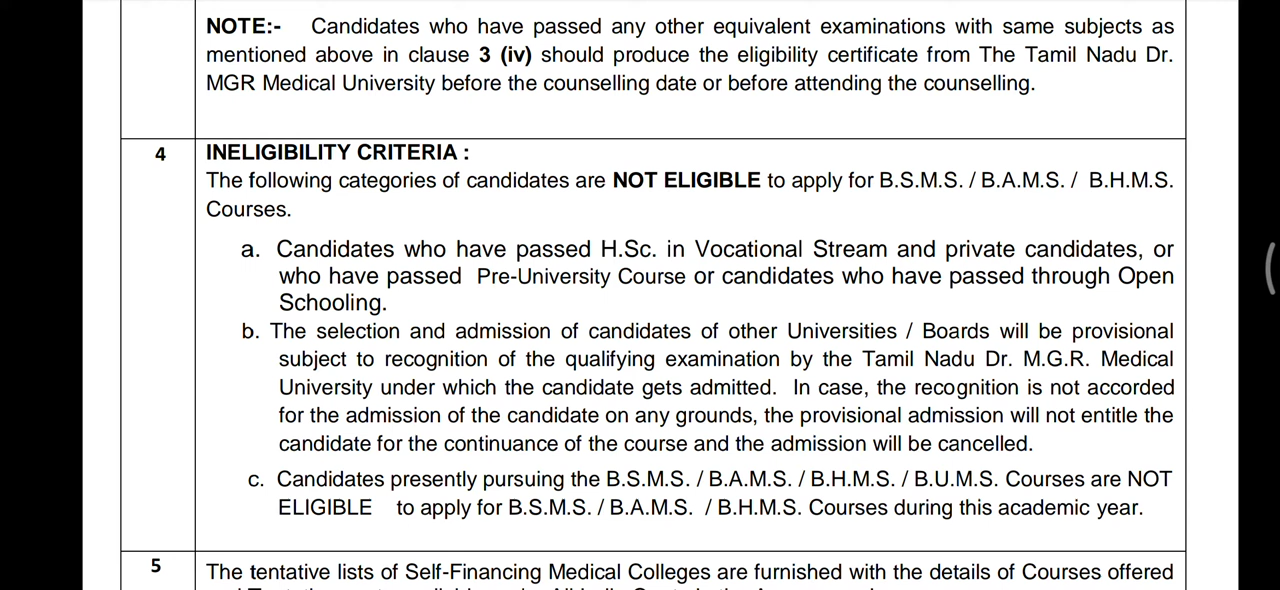 NOTE:- Candidates who have passed any other equivalent examinations with same subjects as
mentioned above in clause 3 (iv) should produce the eligibility certificate from The Tamil Nadu Dr.
MGR Medical University before the counselling date or before attending the counselling.
4
INELIGIBILITY CRITERIA :
The following categories of candidates are NOT ELIGIBLE to apply for B.S.M.S. / B.A.M.S. / B.H.M.S.
Courses.
a. Candidates who have passed H.Sc. in Vocational Stream and private candidates, or
who have passed Pre-University Course or candidates who have passed through Open
Schooling.
b. The selection and admission of candidates of other Universities / Boards will be provisional
subject to recognition of the qualifying examination by the Tamil Nadu Dr. M.G.R. Medical
University under which the candidate gets admitted. In case, the recognition is not accorded
for the admission of the candidate on any grounds, the provisional admission will not entitle the
candidate for the continuance of the course and the admission will be cancelled.
c. Candidates presently pursuing the B.S.M.S. / B.A.M.S. / B.H.M.S. / B.U.M.S. Courses are NOT
ELIGIBLE to apply for B.S.M.S. / B.A.M.S. / B.H.M.S. Courses during this academic year.
5
The tentative lists of Self-Financing Medical Colleges are furnished with the details of Courses offered